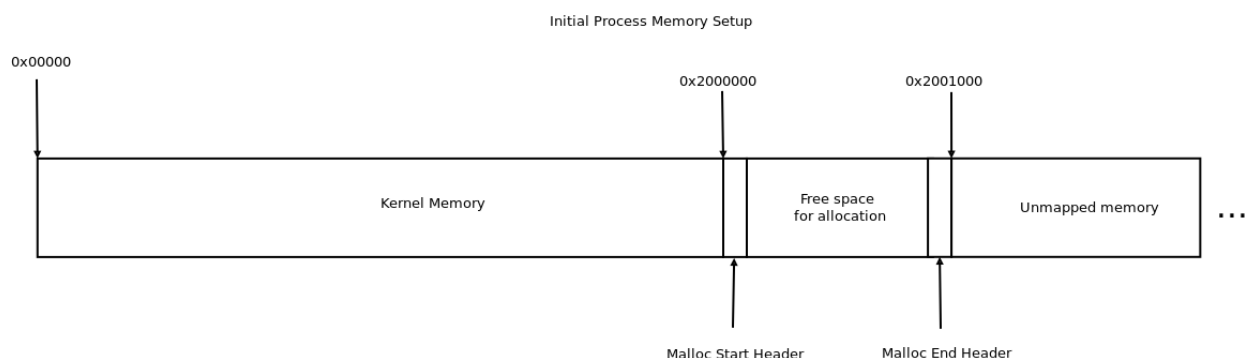 Initial Process Memory Setup
0x00000
0x2000000
0x2001000
Kernel Memory
Free space
for allocation
Unmapped memory
...
Malloc Start Header
Malloc End Header